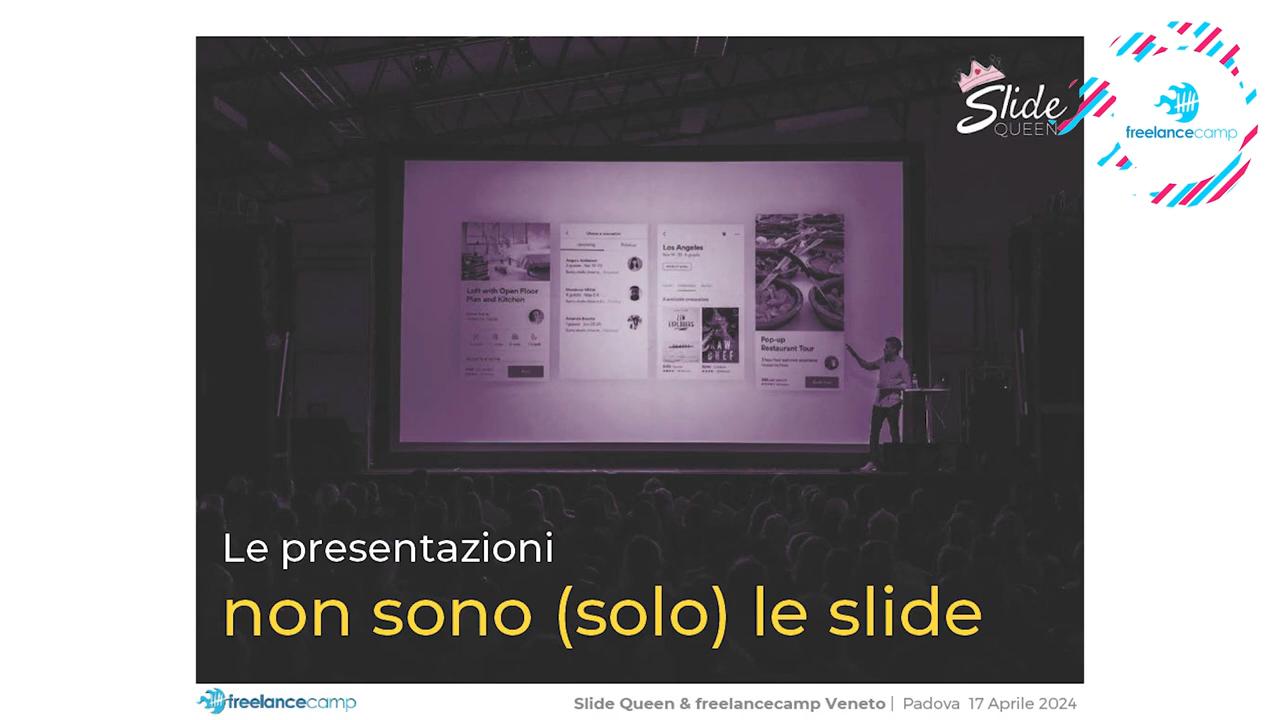 Slide
QUEEN
freelancecamp
Loft with Open Floor
Plan and Kitchen
Los Angeles
Pop-up
Restaurant Tour
Le presentazioni
non sono (solo) le slide
freelancecamp
Slide Queen & freelancecamp Veneto | Padova 17 Aprile 2024